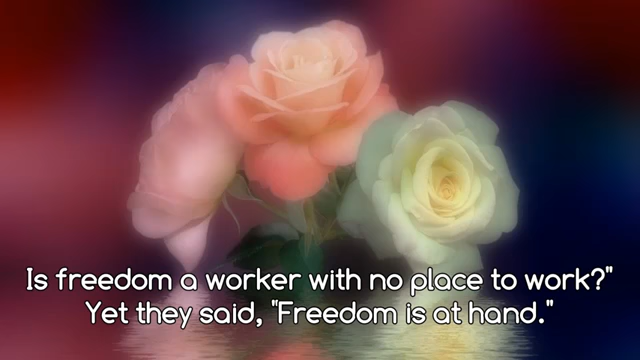 Is freedom a worker with no place to work?"
Yet they said, "Freedom is at hand."